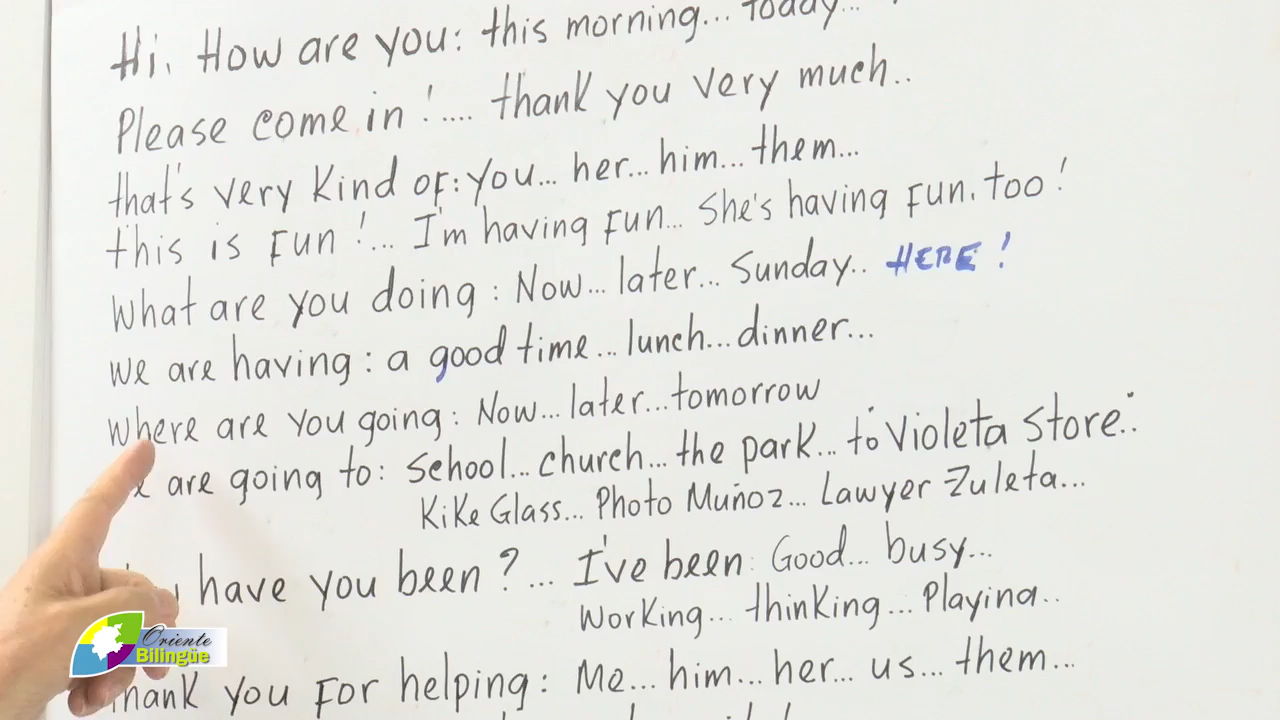 Hi. How are you: this morning... today...
Please come in!.... thank you very much..
that's very kind of: you... her... him... them...
this is fun!... I'm having fun... She's having fun. too!
What are you doing: Now... later... Sunday.. HERE!
We are having: a good time... lunch... dinner...
Where are you going: Now... later... tomorrow
are going to: School... church... the park... to Violeta Store..
Kike Glass... Photo Muñoz... Lawyer Zuleta...
have you been?... I've been: Good... busy...
Working... thinking... Playing..
Oriente
Bilingüe
Thank you for helping: Me... him... her... us... them...